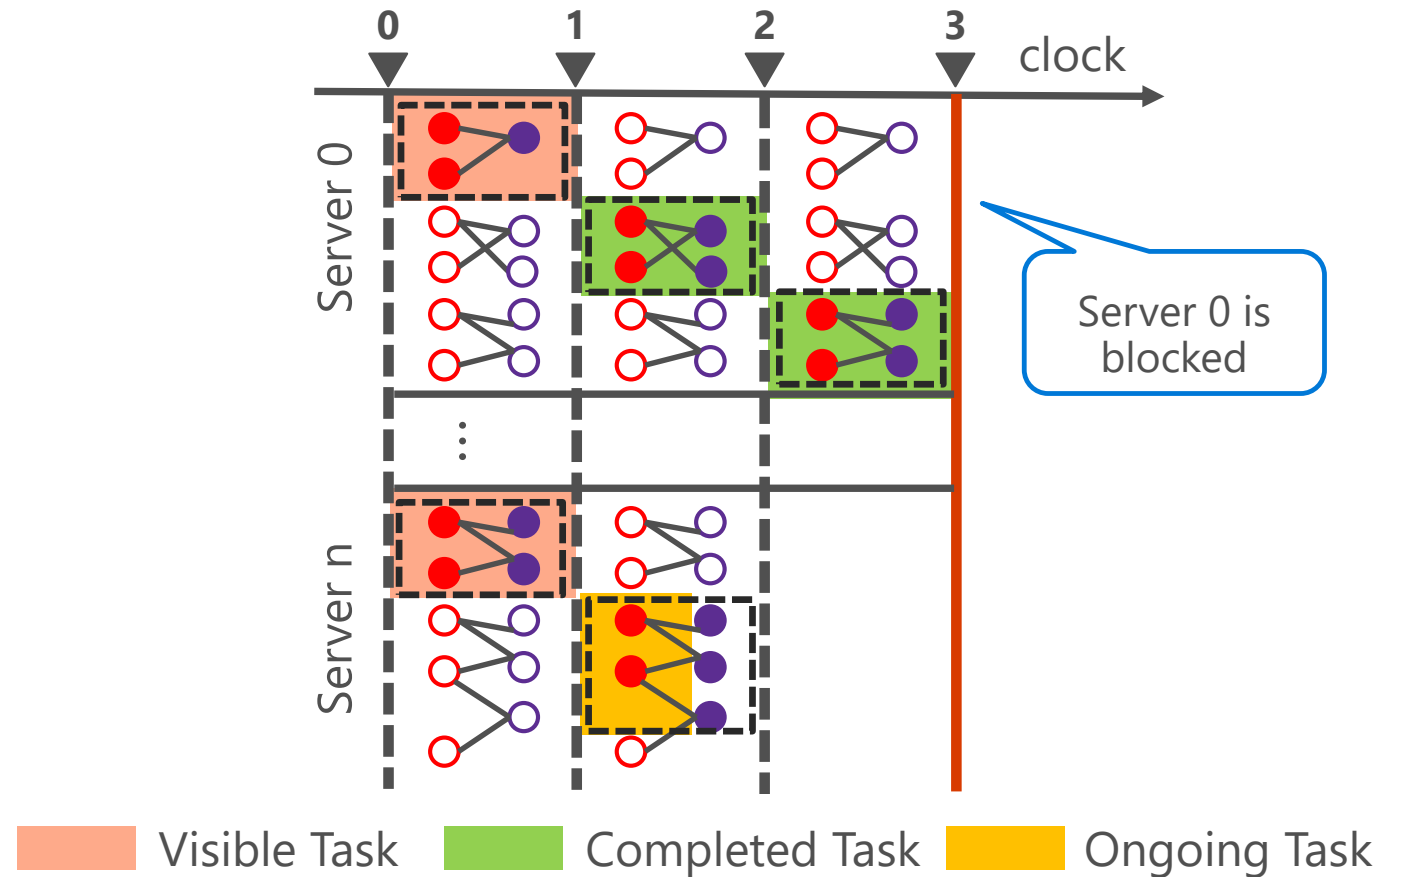 0 1 2 3
clock
Server 0
Server 0 is
blocked
Server n
Visible Task Completed Task Ongoing Task